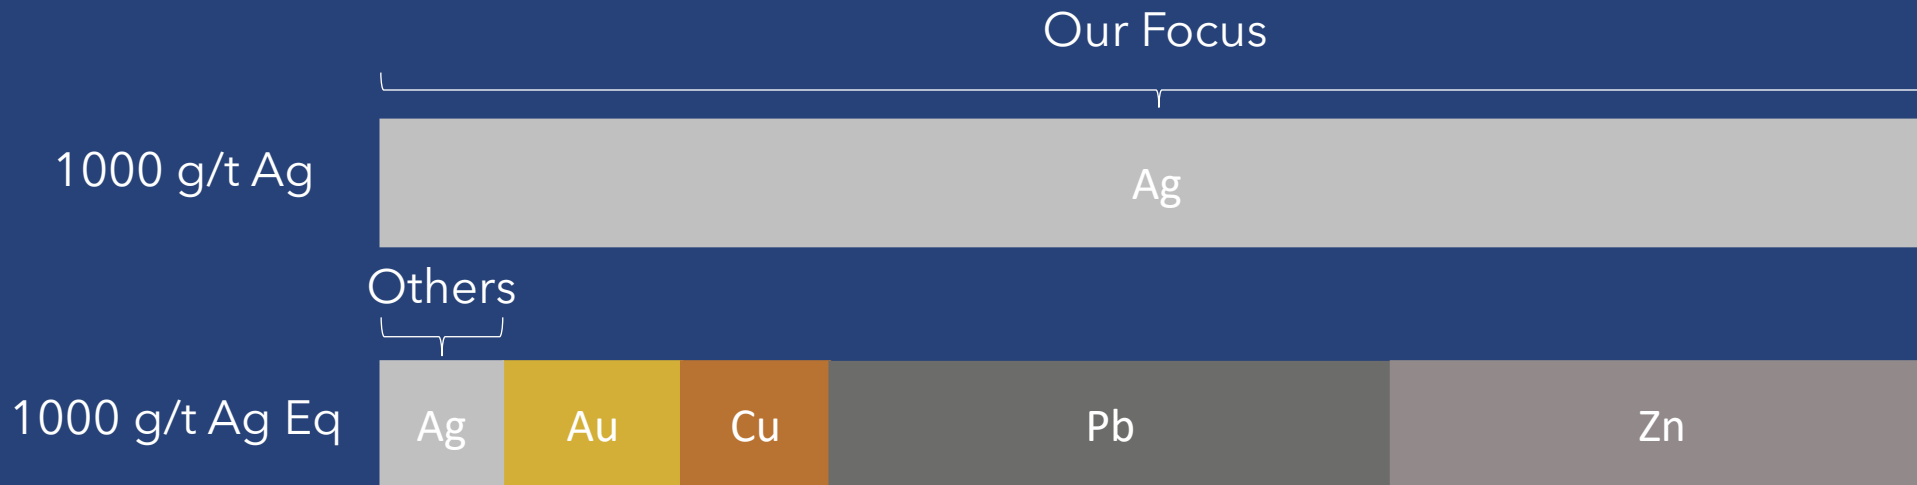 Our Focus
1000 g/t Ag
Ag
Others
1000 g/t Ag Eq
Ag
Au
Cu
Pb
Zn